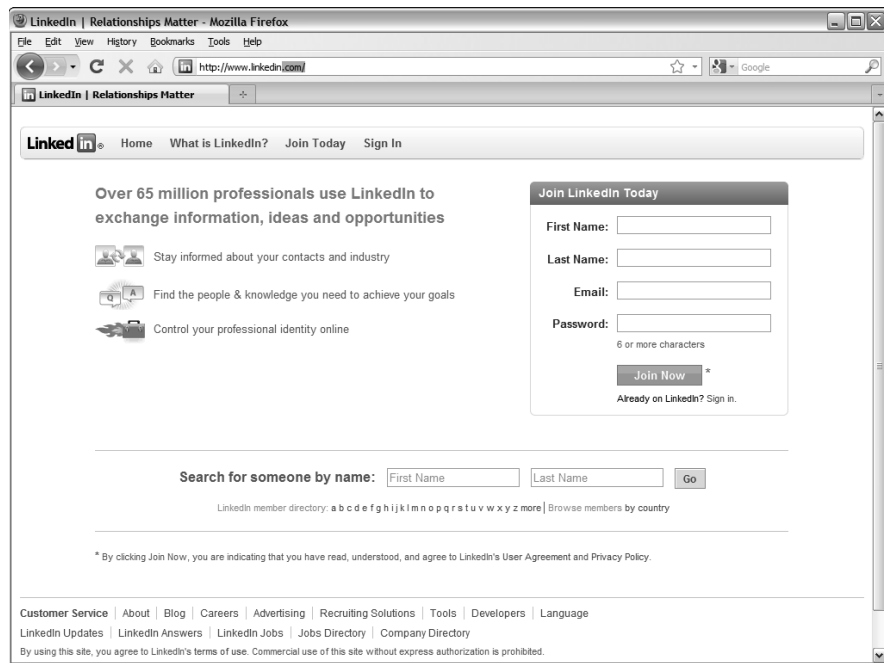 LinkedIn | Relationships Matter - Mozilla Firefox
File Edit View History Bookmarks Tools Help
http://www.linkedin.com/
Google
LinkedIn | Relationships Matter
Linked in® Home What is LinkedIn? Join Today Sign In
Over 65 million professionals use LinkedIn to
exchange information, ideas and opportunities
Stay informed about your contacts and industry
Q A Find the people & knowledge you need to achieve your goals
Control your professional identity online
Join LinkedIn Today
First Name:
Last Name:
Email:
Password:
6 or more characters
Join Now *
Already on LinkedIn? Sign in.
Search for someone by name: First Name Last Name Go
LinkedIn member directory: a b c d e f g h i j k l m n o p q r s t u v w x y z more | Browse members by country
* By clicking Join Now, you are indicating that you have read, understood, and agree to LinkedIn's User Agreement and Privacy Policy.
Customer Service | About | Blog | Careers | Advertising | Recruiting Solutions | Tools | Developers | Language
LinkedIn Updates | LinkedIn Answers | LinkedIn Jobs | Jobs Directory | Company Directory
By using this site, you agree to LinkedIn's terms of use. Commercial use of this site without express authorization is prohibited.